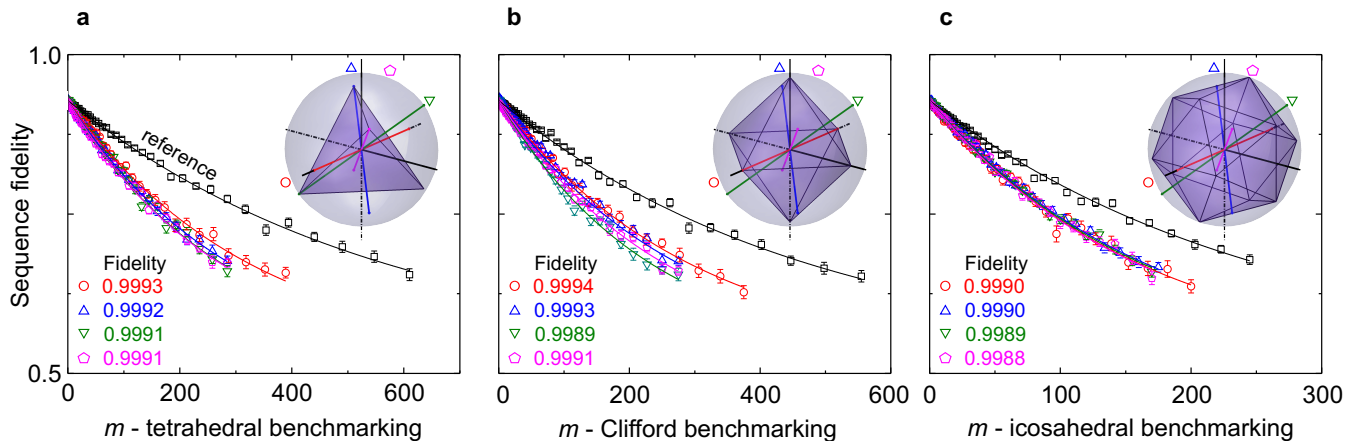 a
b
c
Sequence fidelity
1.0
0.5
reference
Fidelity
0.9993
0.9992
0.9991
0.9991
0
200
400
600
m - tetrahedral benchmarking
Fidelity
0.9994
0.9993
0.9989
0.9991
0
200
400
600
m - Clifford benchmarking
Fidelity
0.9990
0.9990
0.9989
0.9988
0
100
200
300
m - icosahedral benchmarking